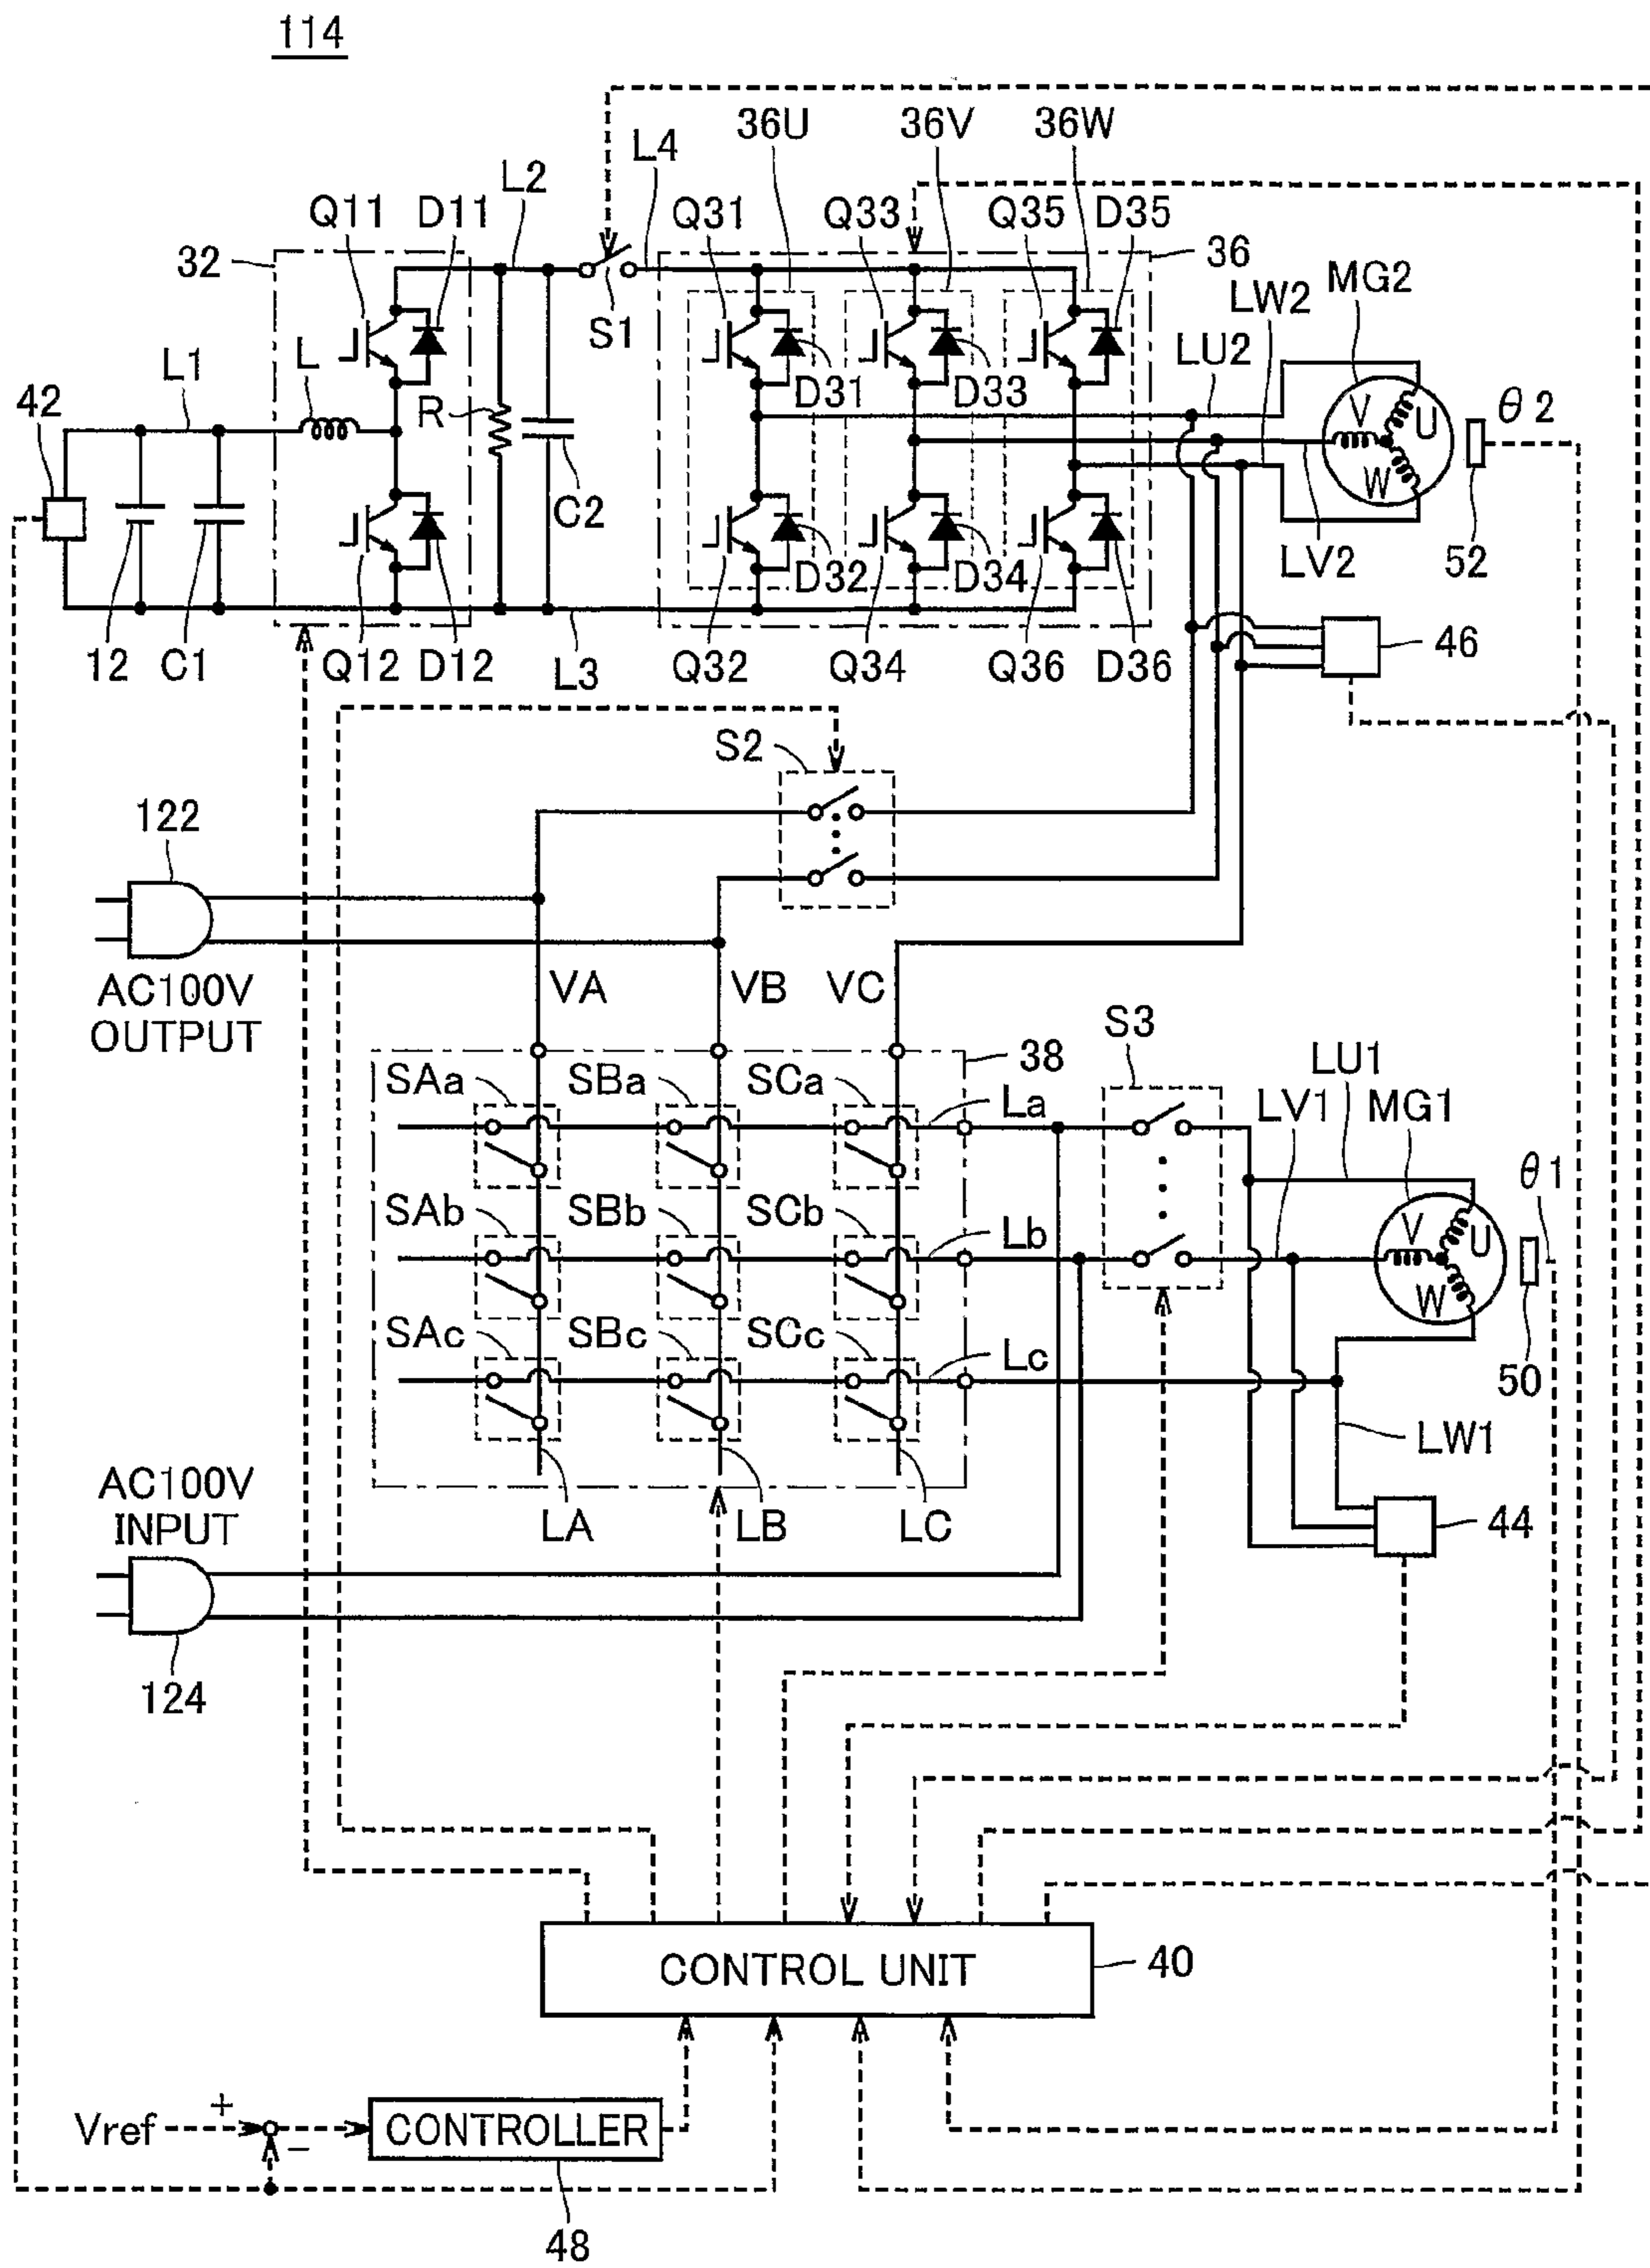 114
36U 36V 36W
L4
L2
Q11 D11 Q31 Q33 Q35 D35
32 36
S1
MG2
LW2
LU2
L1 L
42 R D31 D33
V U W
θ2
C2
D32 D34
LV2 52
12 C1 Q12 D12 L3 Q32 Q34 Q36 D36
46
S2
122
AC100V
OUTPUT
VA VB VC
S3
38
SAa SBa SCa La
LU1
LV1 MG1
θ1
SAb SBb SCb Lb
V U W
SAc SBc SCc Lc
50
LW1
AC100V
INPUT
LA LB LC
44
124
CONTROL UNIT
40
Vref + −
CONTROLLER
48